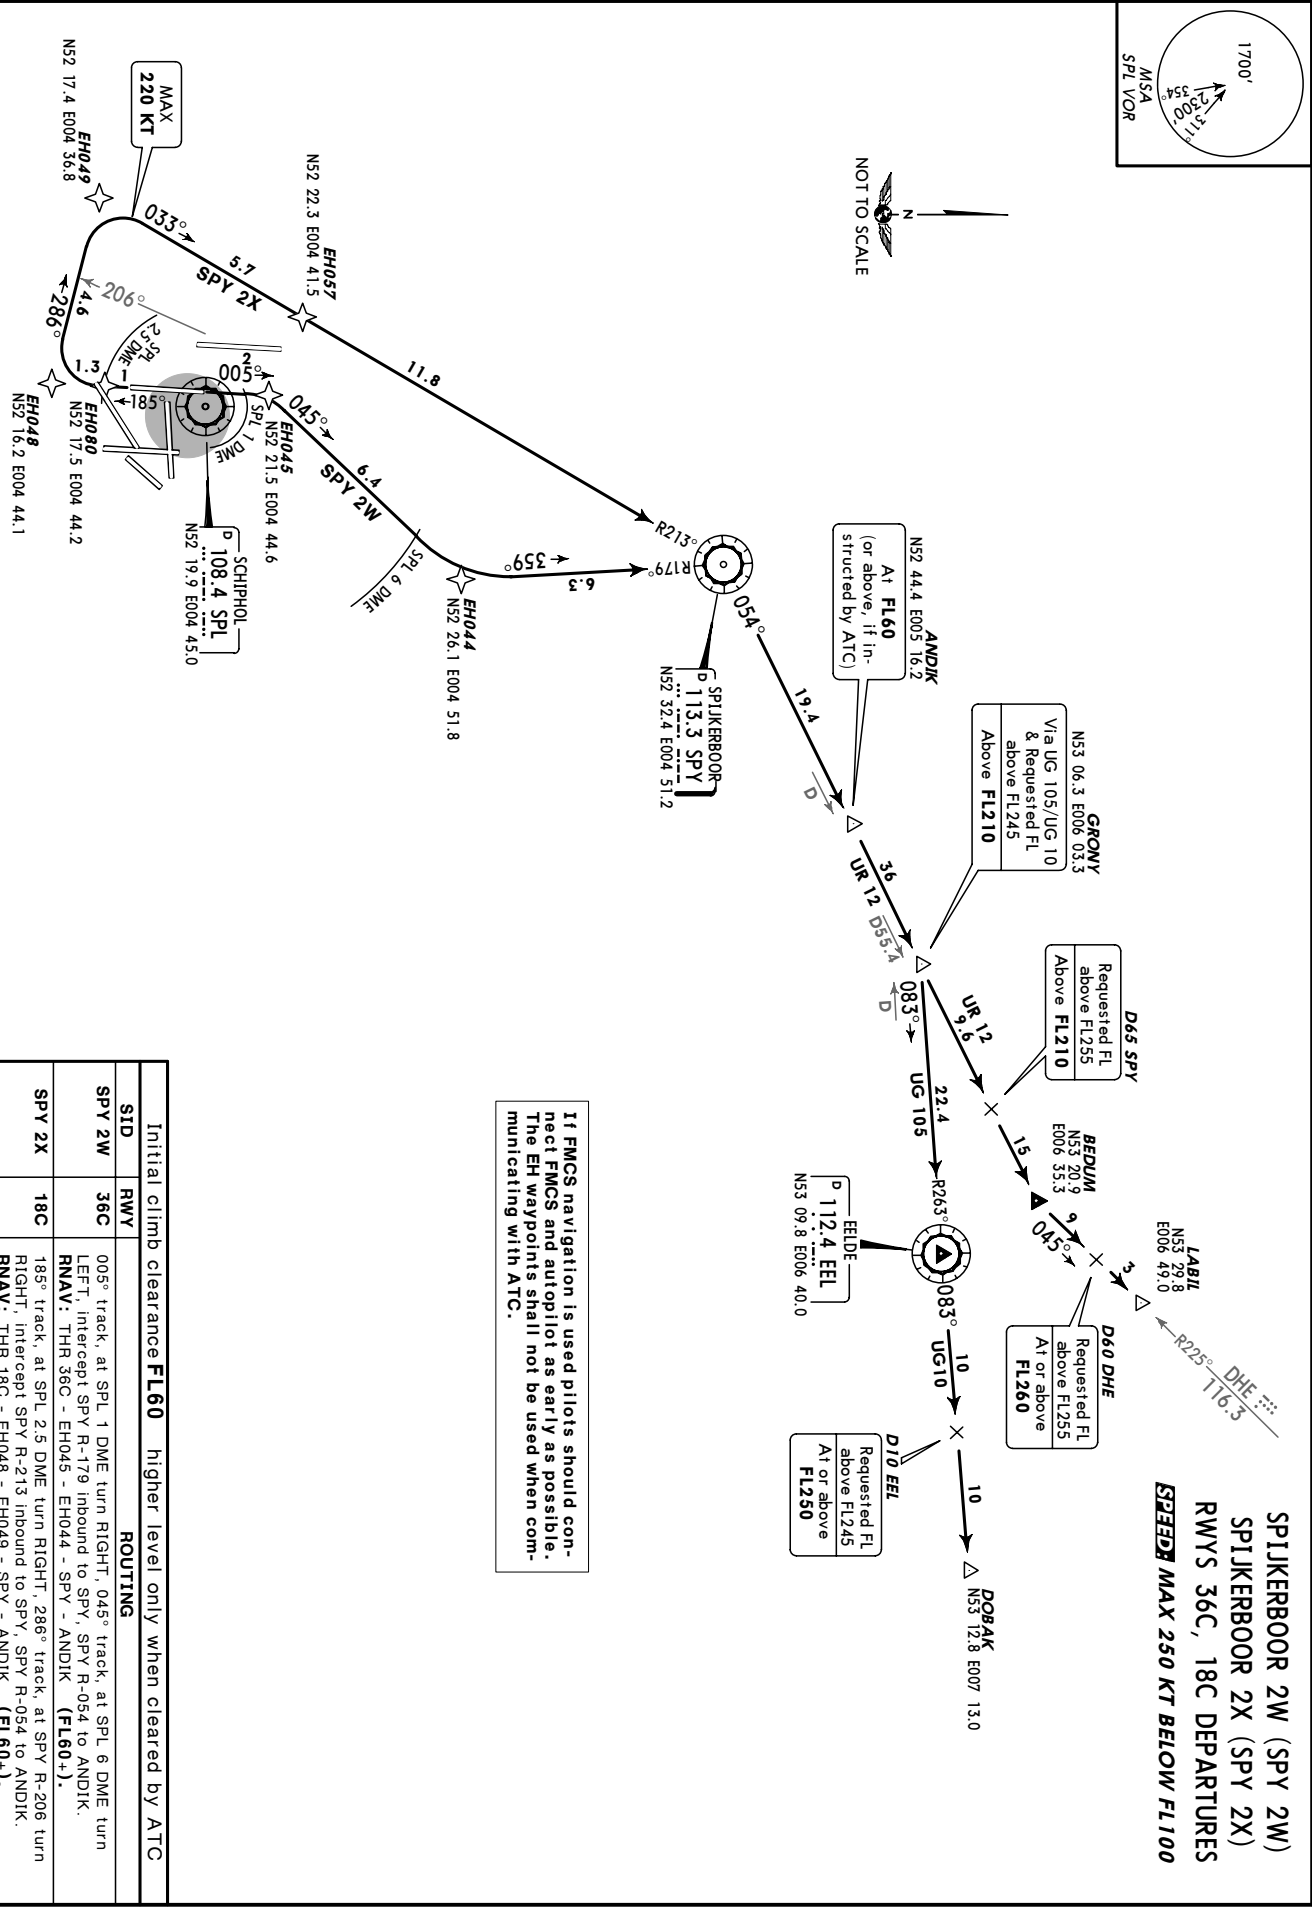 SPIJKERBOOR 2W (SPY 2W)
SPIJKERBOOR 2X (SPY 2X)
RWYS 36C, 18C DEPARTURES
SPEED: MAX 250 KT BELOW FL100
1700'
2300'
354°
311°
MSA
SPL VOR
NOT TO SCALE
N
LABIL
N53 29.8
E006 49.0
R225°
DHE
116.3
D60 DHE
Requested FL
above FL255
At or above
FL260
3
045°
9
BEDUM
N53 20.9
E006 35.3
15
D65 SPY
Requested FL
above FL255
Above FL210
UR 12
9.6
GRONY
N53 06.3 E006 03.3
Via UG 105/UG 10
& Requested FL
above FL245
Above FL210
083°
D
22.4
UG 105
R263°
EELDE
D 112.4 EEL
N53 09.8 E006 40.0
083°
10
UG10
D10 EEL
Requested FL
above FL245
At or above
FL250
10
DOBAK
N53 12.8 E007 13.0
36
UR 12
D55.4
ANDIK
N52 44.4 E005 16.2
At FL60
(or above, if in-
structed by ATC)
D
19.4
054°
SPIJKERBOOR
D 113.3 SPY
N52 32.4 E004 51.2
R213°
R179°
11.8
6.3
359°
EH044
N52 26.1 E004 51.8
SPL 6 DME
6.4
SPY 2W
045°
EH057
N52 22.3 E004 41.5
5.7
SPY 2X
033°
MAX
220 KT
EH049
N52 17.4 E004 36.8
EH045
N52 21.5 E004 44.6
SPL 1 DME
2
005°
SCHIPHOL
D 108.4 SPL
N52 19.9 E004 45.0
206°
SPL
2.5 DME
4.6
286°
1.3
1
185°
EH080
N52 17.5 E004 44.2
EH048
N52 16.2 E004 44.1
If FMCS navigation is used pilots should con-
nect FMCS and autopilot as early as possible.
The EH waypoints shall not be used when com-
municating with ATC.
Initial climb clearance FL60 higher level only when cleared by ATC
SID RWY ROUTING
SPY 2W 36C 005° track, at SPL 1 DME turn RIGHT, 045° track, at SPL 6 DME turn
LEFT, intercept SPY R-179 inbound to SPY, SPY R-054 to ANDIK.
RNAV: THR 36C - EH045 - EH044 - SPY - ANDIK (FL60+).
SPY 2X 18C 185° track, at SPL 2.5 DME turn RIGHT, 286° track, at SPY R-206 turn
RIGHT, intercept SPY R-213 inbound to SPY, SPY R-054 to ANDIK.
RNAV: THR 18C - EH048 - EH049 - SPY - ANDIK (FL60+).